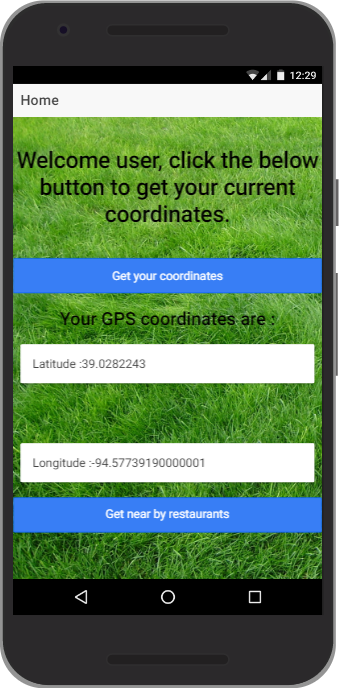 12:29
Home
Welcome user, click the below
button to get your current
coordinates.
Get your coordinates
Your GPS coordinates are :
Latitude :39.0282243
Longitude :-94.57739190000001
Get near by restaurants